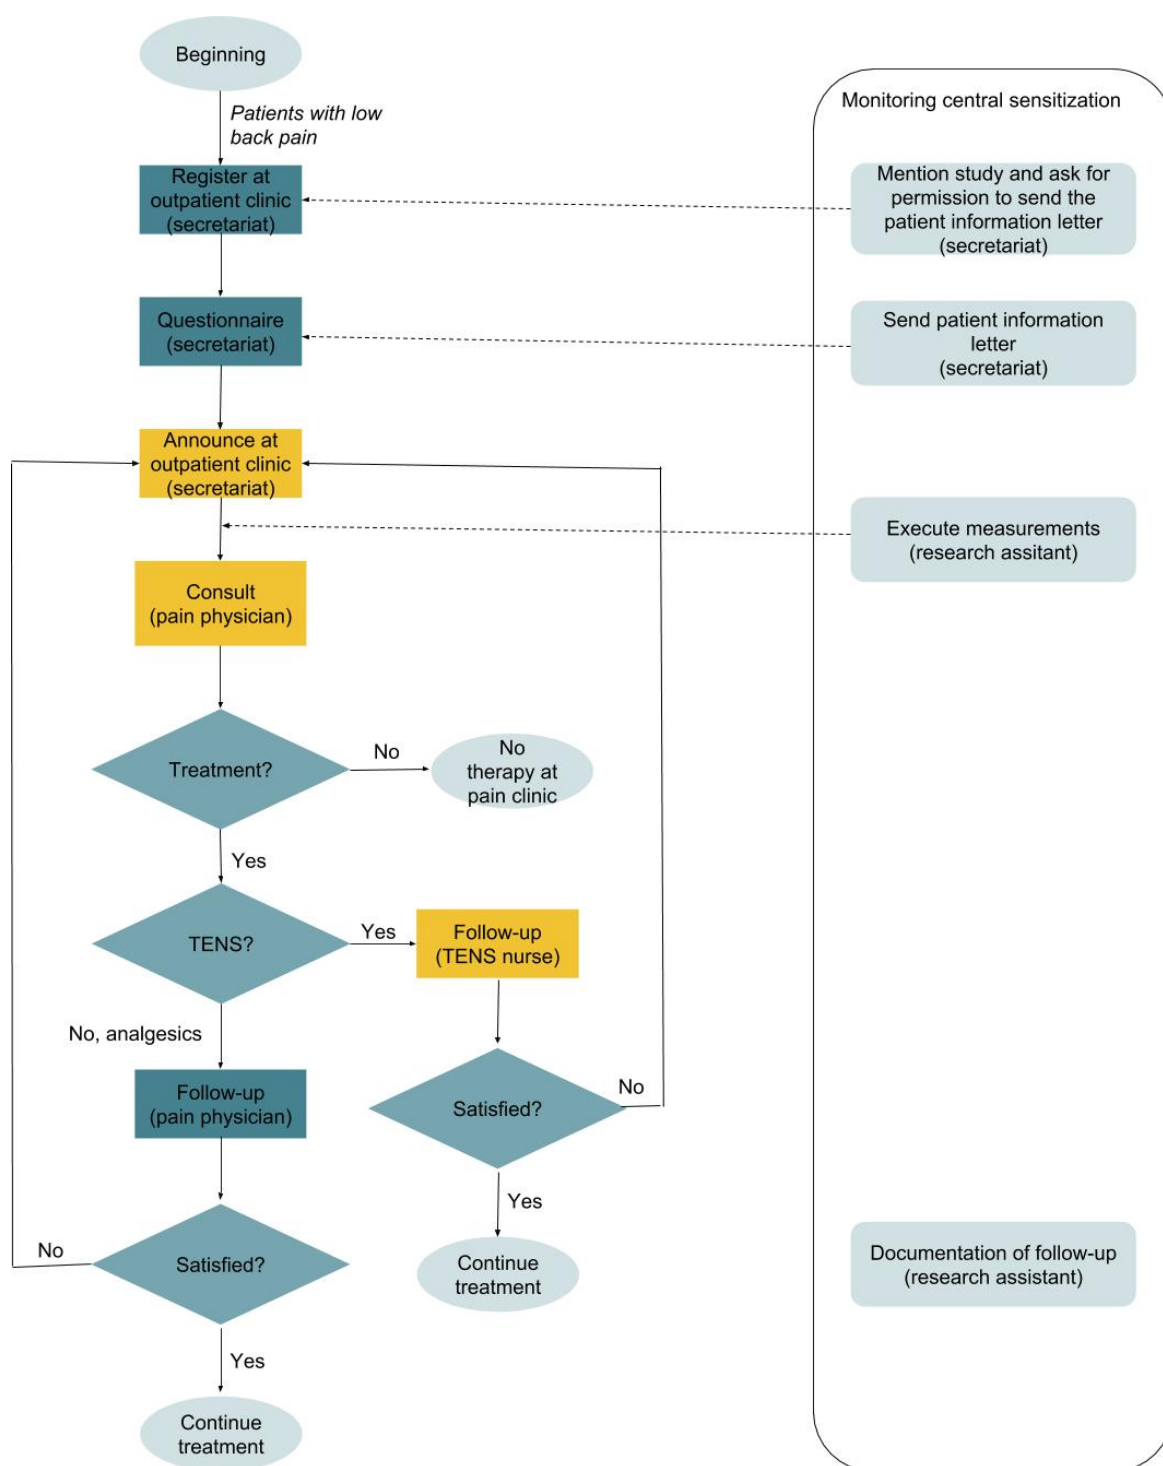 Beginning
Patients with low
back pain
Monitoring central sensitization
Register at
outpatient clinic
(secretariat)
Mention study and ask for
permission to send the
patient information letter
(secretariat)
Questionnaire
(secretariat)
Send patient information
letter
(secretariat)
Announce at
outpatient clinic
(secretariat)
Execute measurements
(research assitant)
Consult
(pain physician)
Treatment?
No
No
therapy at
pain clinic
Yes
TENS?
Yes
Follow-up
(TENS nurse)
No, analgesics
Follow-up
(pain physician)
Satisfied?
No
Yes
Continue
treatment
Satisfied?
No
Documentation of follow-up
(research assistant)
Yes
Continue
treatment